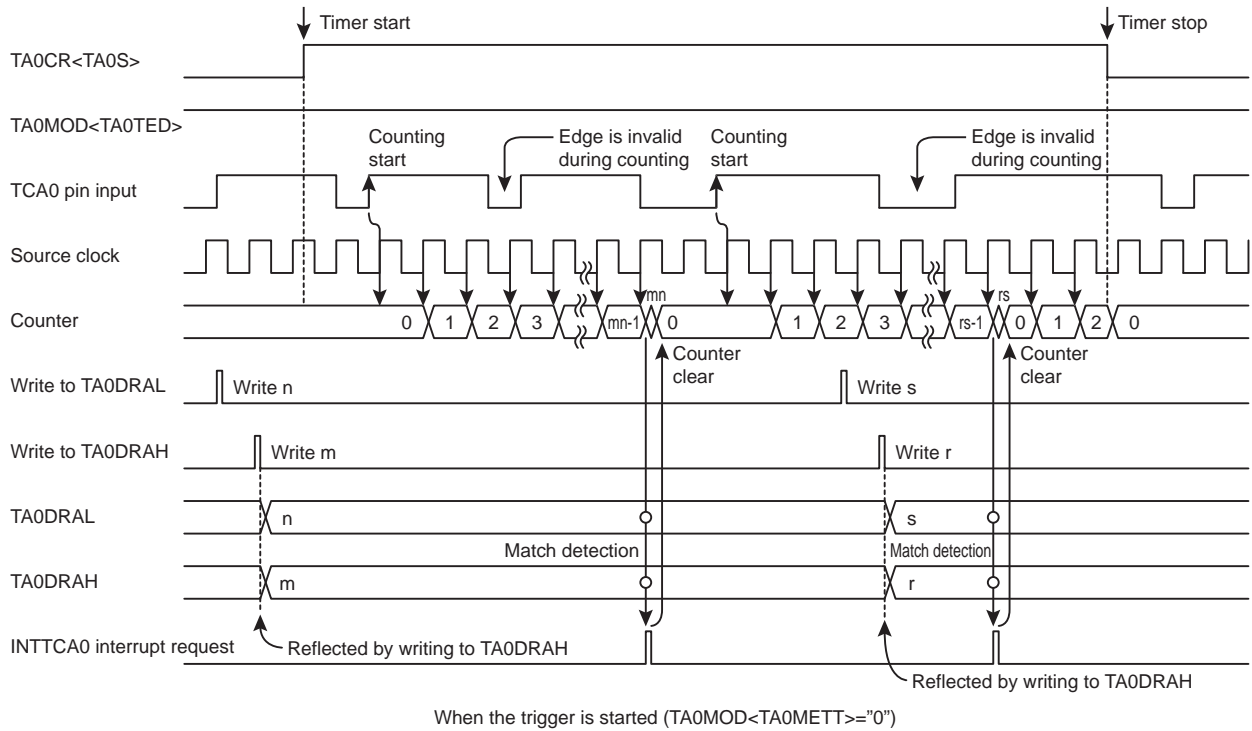 Timer start
Timer stop
TA0CR<TA0S>
TA0MOD<TA0TED>
Counting
start
Edge is invalid
during counting
Counting
start
Edge is invalid
during counting
TCA0 pin input
Source clock
mn
rs
Counter
0 1 2 3 mn-1 0 1 2 3 rs-1 0 1 2 0
Counter
clear
Counter
clear
Write to TA0DRAL
Write n
Write s
Write to TA0DRAH
Write m
Write r
TA0DRAL
n
s
Match detection
Match detection
TA0DRAH
m
r
INTTCA0 interrupt request
Reflected by writing to TA0DRAH
Reflected by writing to TA0DRAH
When the trigger is started (TA0MOD<TA0METT>=”0”)